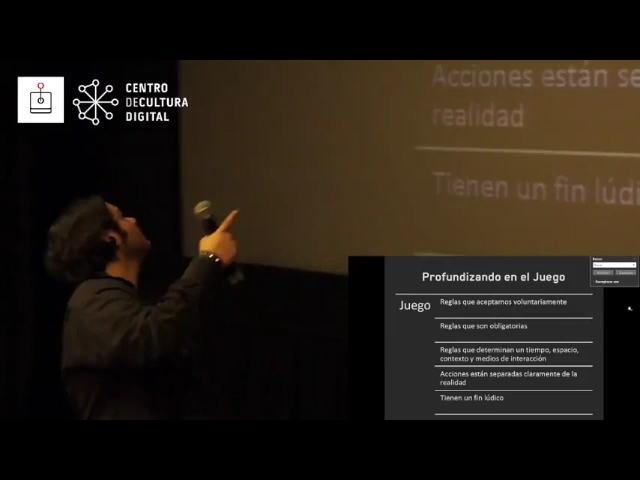 CENTRO
DECULTURA
DIGITAL
Acciones están se
realidad
Tienen un fin lúdi
Profundizando en el Juego
Juego
Reglas que aceptamos voluntariamente
Reglas que son obligatorias
Reglas que determinan un tiempo, espacio,
contexto y medios de interacción
Acciones están separadas claramente de la
realidad
Tienen un fin lúdico